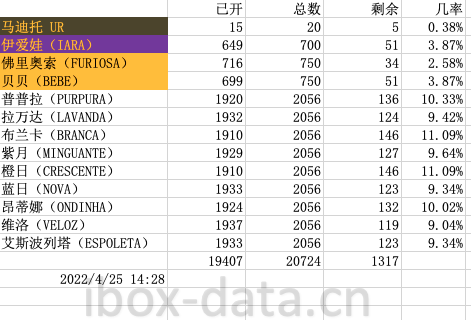 已开 总数 剩余 几率
马迪托 UR 15 20 5 0.38%
伊爱娃（IARA） 649 700 51 3.87%
佛里奥索（FURIOSA） 716 750 34 2.58%
贝贝（BEBE） 699 750 51 3.87%
普普拉（PURPURA） 1920 2056 136 10.33%
拉万达（LAVANDA） 1932 2056 124 9.42%
布兰卡（BRANCA） 1910 2056 146 11.09%
紫月（MINGUANTE） 1929 2056 127 9.64%
橙日（CRESCENTE） 1910 2056 146 11.09%
蓝日（NOVA） 1933 2056 123 9.34%
昂蒂娜（ONDINHA） 1924 2056 132 10.02%
维洛（VELOZ） 1937 2056 119 9.04%
艾斯波列塔（ESPOLETA） 1933 2056 123 9.34%
19407 20724 1317
2022/4/25 14:28
ibox-data.cn